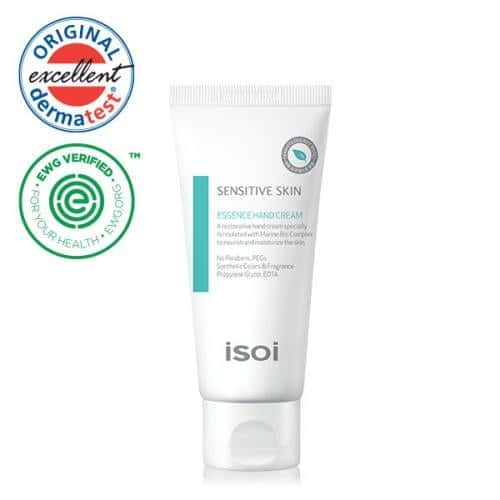 ORIGINAL
excellent
dermatest®
EWG VERIFIED ™
• FOR YOUR HEALTH • EWG.ORG
SENSITIVE SKIN
ESSENCE HAND CREAM
A restorative hand cream specially
formulated with Marine Bio Complex
to nourish and moisturize the skin.
No Parabens, PEGs
Synthetic Colors & Fragrance
Propylene Glycol, EDTA
isoi